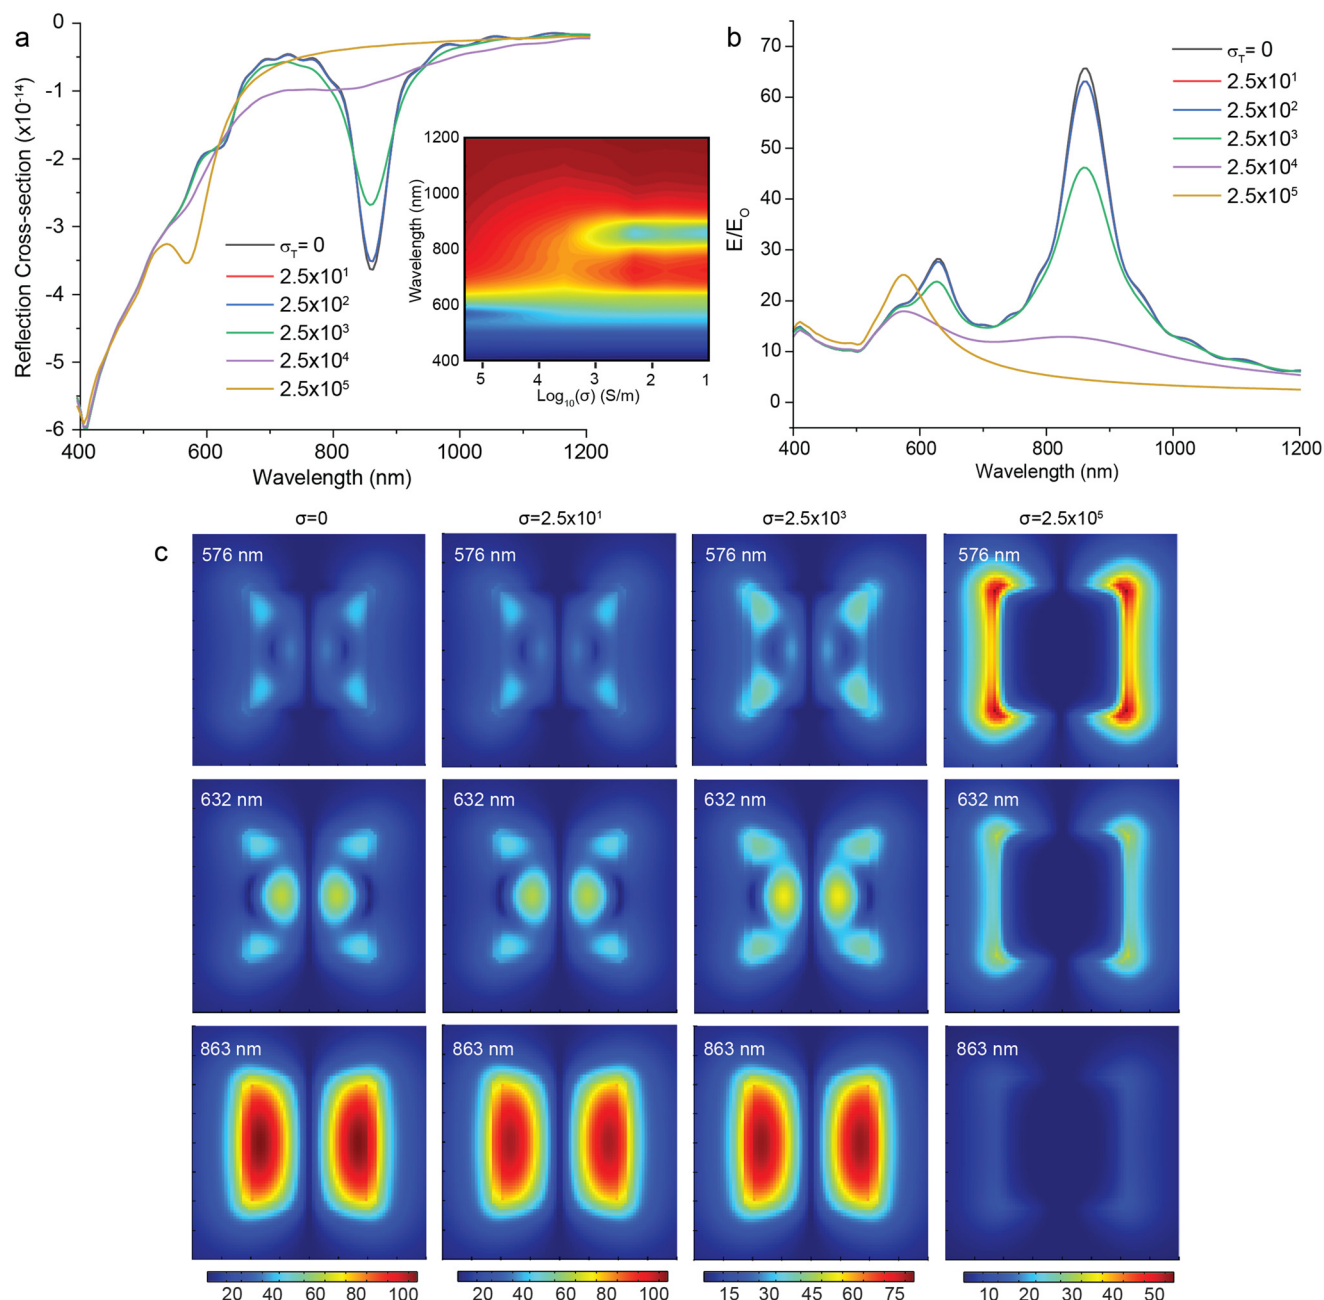 a
0
-1
-2
-3
-4
-5
-6
Reflection Cross-section (x10⁻¹⁴)
400 600 800 1000 1200
Wavelength (nm)
σT= 0
2.5x10¹
2.5x10²
2.5x10³
2.5x10⁴
2.5x10⁵
1200
1000
800
600
400
Wavelength (nm)
5 4 3 2 1
Log₁₀(σ) (S/m)
b
70
60
50
40
30
20
10
0
E/EO
400 600 800 1000 1200
Wavelength (nm)
σT= 0
2.5x10¹
2.5x10²
2.5x10³
2.5x10⁴
2.5x10⁵
c
σ=0 σ=2.5x10¹ σ=2.5x10³ σ=2.5x10⁵
576 nm 576 nm 576 nm 576 nm
632 nm 632 nm 632 nm 632 nm
863 nm 863 nm 863 nm 863 nm
20 40 60 80 100 20 40 60 80 100 15 30 45 60 75 10 20 30 40 50